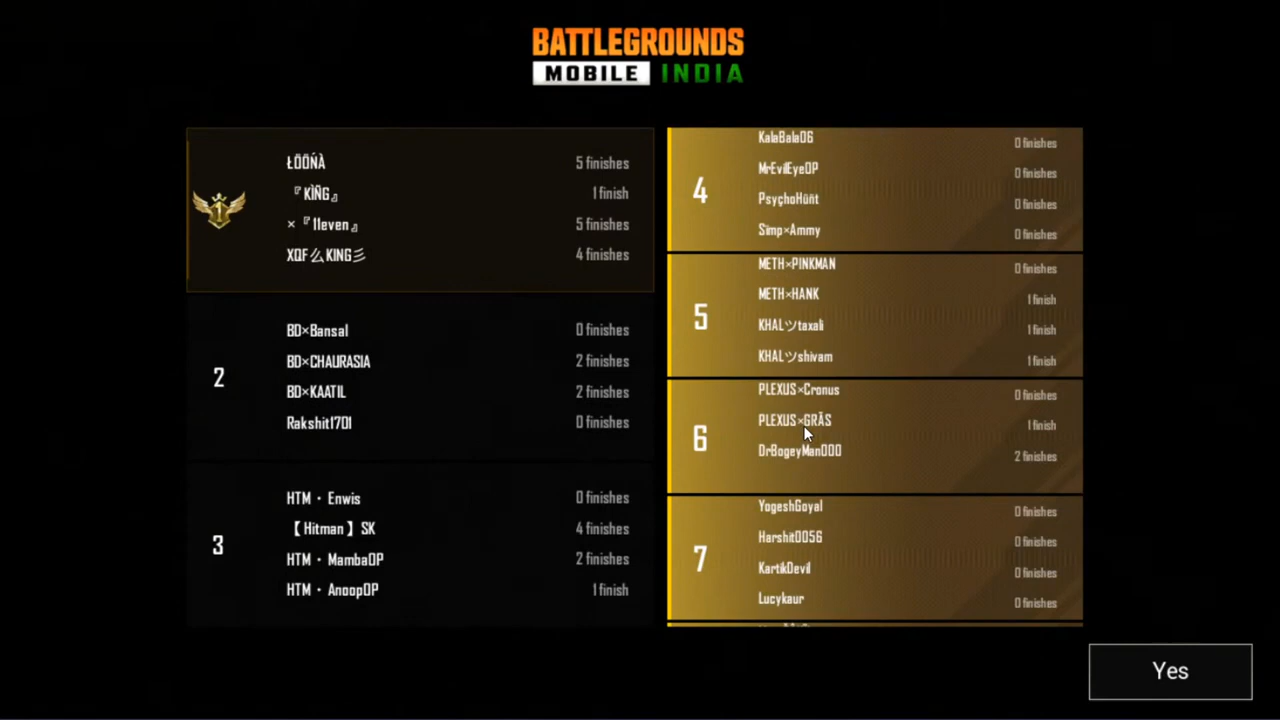 BATTLEGROUNDS
MOBILE INDIA
1
ŁÖÖÑÀ 5 finishes
『KÌÑG』 1 finish
×『11even』 5 finishes
XQF么KING彡 4 finishes
2
BD×Bansal 0 finishes
BD×CHAURASIA 2 finishes
BD×KAATIL 2 finishes
Rakshit1701 0 finishes
3
HTM・Enwis 0 finishes
【Hitman】SK 4 finishes
HTM・MambaOP 2 finishes
HTM・AnoopOP 1 finish
4
KalaBala06 0 finishes
MrEvilEyeOP 0 finishes
PsyçhoHüñt 0 finishes
Simp×Ammy 0 finishes
5
METH×PINKMAN 0 finishes
METH×HANK 1 finish
KHALツtaxali 1 finish
KHALツshivam 1 finish
6
PLEXUS×Cronus 0 finishes
PLEXUS×GRÃS 1 finish
DrBogeyMan000 2 finishes
7
YogeshGoyal 0 finishes
Harshit0056 0 finishes
KartikDevil 0 finishes
Lucykaur 0 finishes
Yes